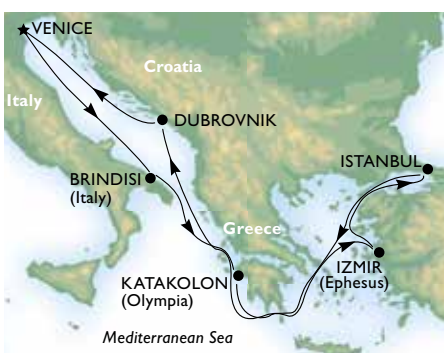 VENICE
Croatia
Italy
DUBROVNIK
ISTANBUL
BRINDISI
(Italy)
Greece
IZMIR
(Ephesus)
KATAKOLON
(Olympia)
Mediterranean Sea